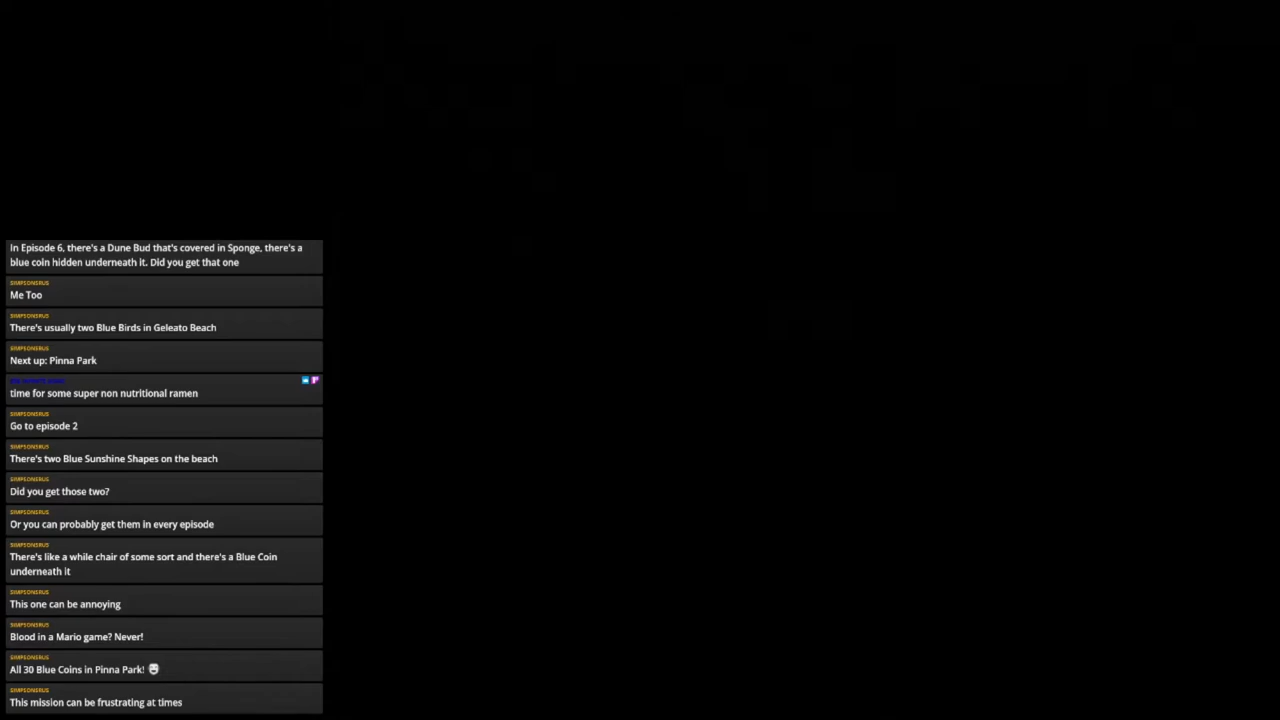 In Episode 6, there's a Dune Bud that's covered in Sponge, there's a
blue coin hidden underneath it. Did you get that one
SIMPSONSRUS
Me Too
SIMPSONSRUS
There's usually two Blue Birds in Geleato Beach
SIMPSONSRUS
Next up: Pinna Park
time for some super non nutritional ramen
SIMPSONSRUS
Go to episode 2
SIMPSONSRUS
There's two Blue Sunshine Shapes on the beach
SIMPSONSRUS
Did you get those two?
SIMPSONSRUS
Or you can probably get them in every episode
SIMPSONSRUS
There's like a while chair of some sort and there's a Blue Coin
underneath it
SIMPSONSRUS
This one can be annoying
SIMPSONSRUS
Blood in a Mario game? Never!
SIMPSONSRUS
All 30 Blue Coins in Pinna Park!
SIMPSONSRUS
This mission can be frustrating at times